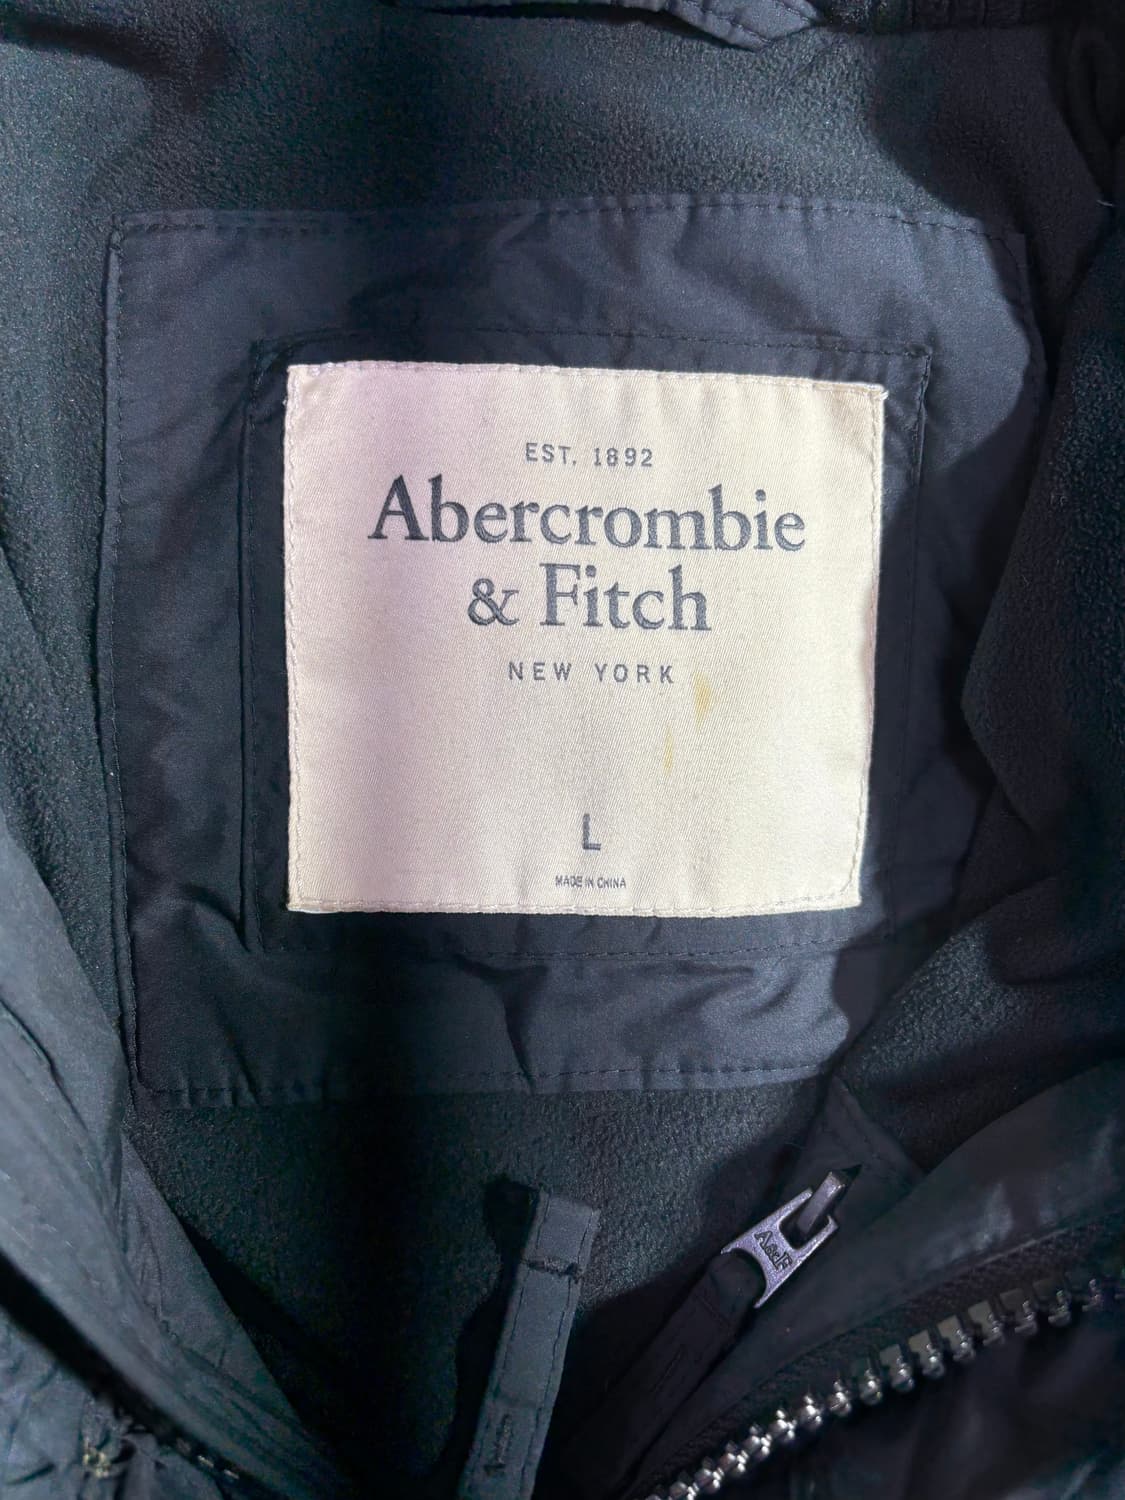 EST. 1892
Abercrombie
& Fitch
NEW YORK
L
MADE IN CHINA
A&F